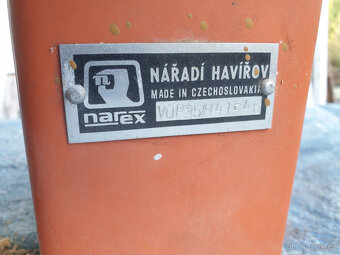 NÁŘADÍ HAVÍŘOV
MADE IN CZECHOSLOVAKIA
narex